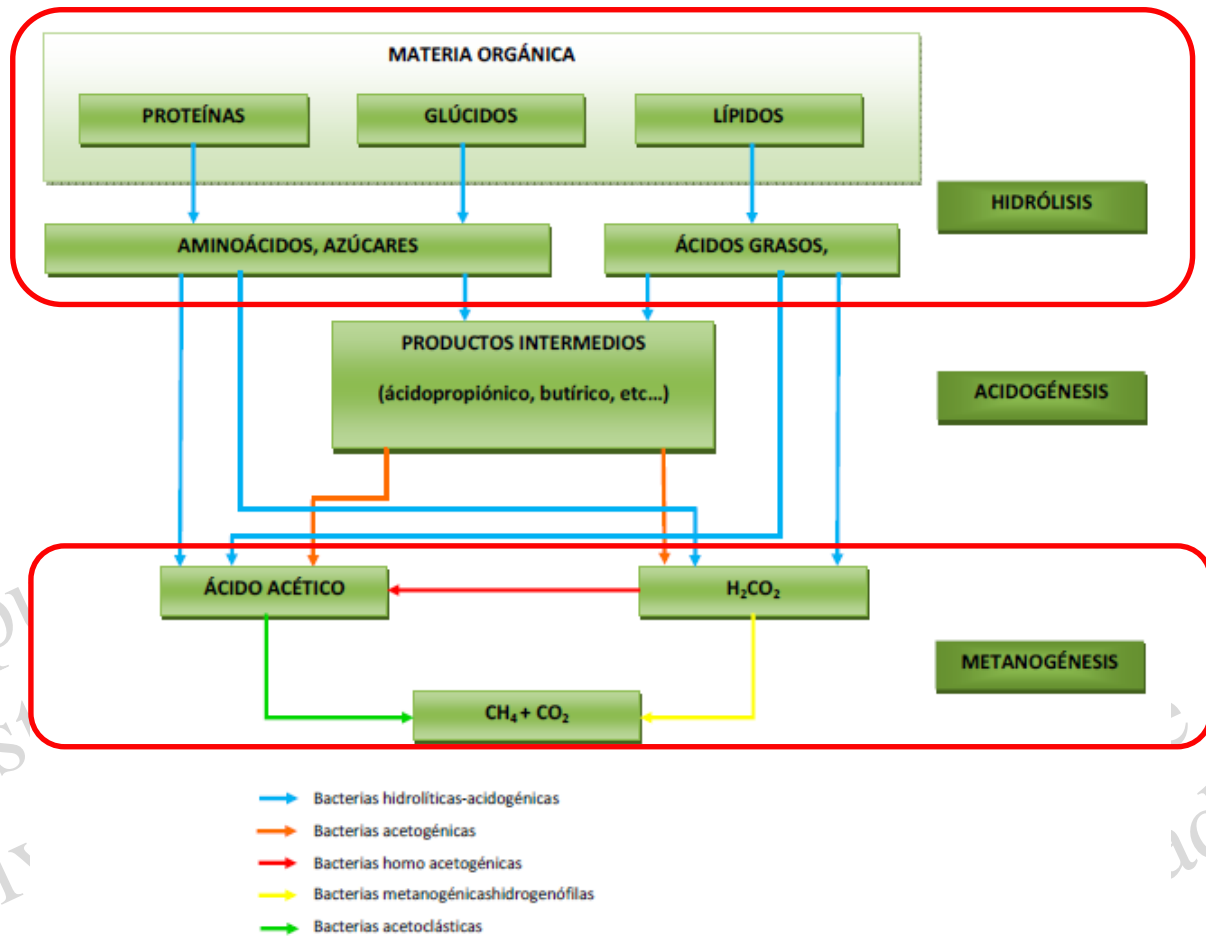 MATERIA ORGÁNICA
PROTEÍNAS
GLÚCIDOS
LÍPIDOS
HIDRÓLISIS
AMINOÁCIDOS, AZÚCARES
ÁCIDOS GRASOS,
PRODUCTOS INTERMEDIOS
(ácidopropiónico, butírico, etc...)
ACIDOGÉNESIS
ÁCIDO ACÉTICO
H₂CO₂
METANOGÉNESIS
CH₄ + CO₂
Bacterias hidrolíticas-acidogénicas
Bacterias acetogénicas
Bacterias homo acetogénicas
Bacterias metanogénicashidrogenófilas
Bacterias acetoclásticas